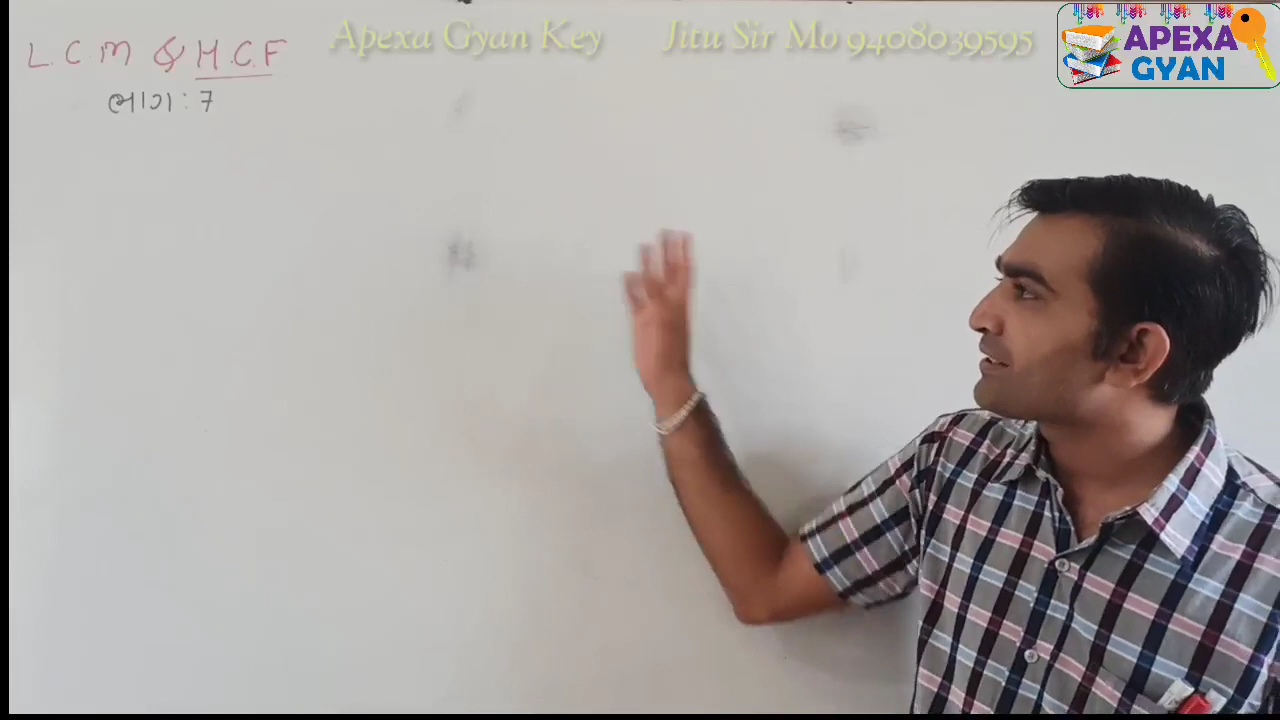 L.C.M & H.C.F
ભાગ : 7
Apexa Gyan Key Jitu Sir Mo 9408039595
APEXA
GYAN